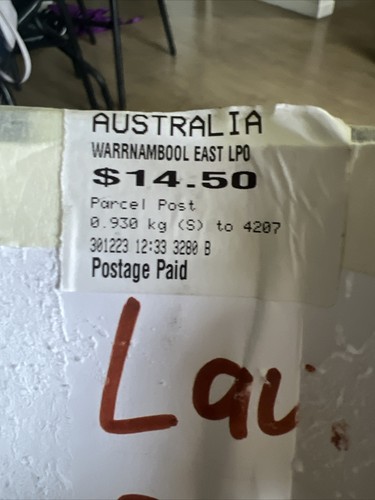 AUSTRALIA
WARRNAMBOOL EAST LPO
$14.50
Parcel Post
0.930 kg (S) to 4207
301223 12:33 3280 B
Postage Paid
Lau